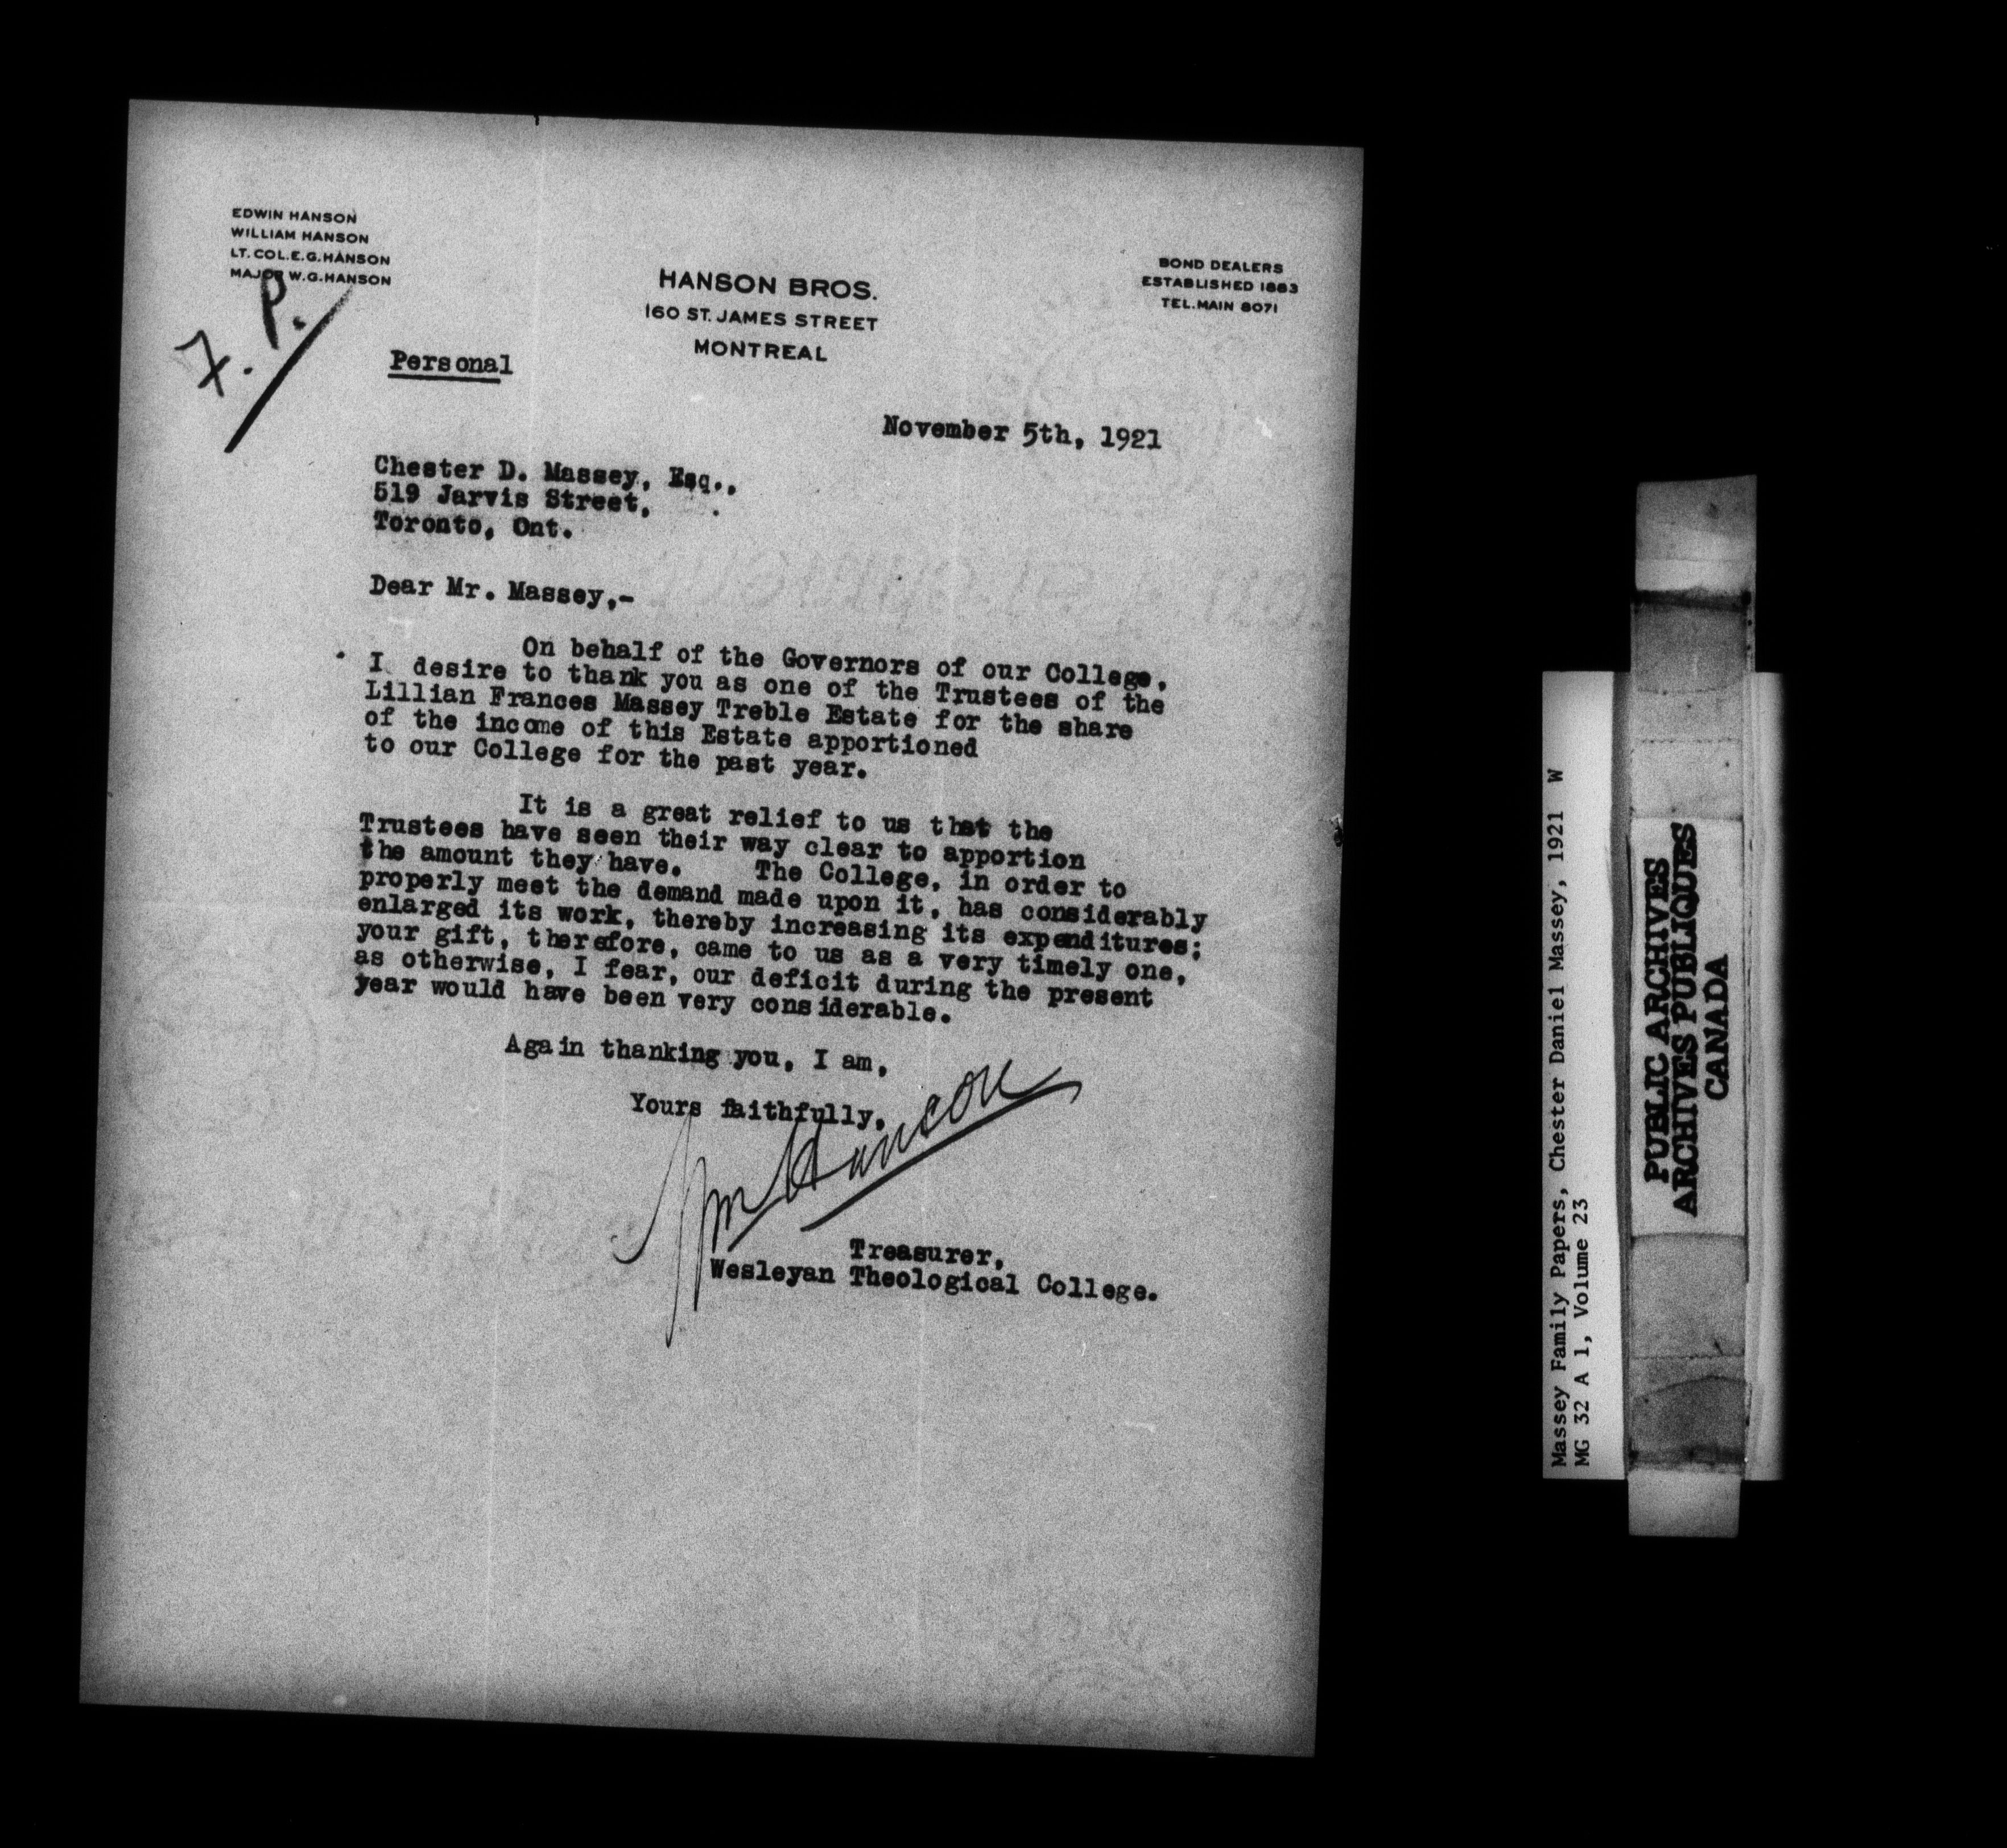 EDWIN HANSON
WILLIAM HANSON
LT. COL. E. G. HANSON
MAJOR W. G. HANSON
HANSON BROS.
160 ST. JAMES STREET
MONTREAL
BOND DEALERS
ESTABLISHED 1883
TEL. MAIN 8071
F. P.
Personal
November 5th, 1921
Chester D. Massey, Esq.,
519 Jarvis Street,
Toronto, Ont.
Dear Mr. Massey,-
On behalf of the Governors of our College,
I desire to thank you as one of the Trustees of the
Lillian Frances Massey Treble Estate for the share
of the income of this Estate apportioned
to our College for the past year.
It is a great relief to us that the
Trustees have seen their way clear to apportion
the amount they have. The College, in order to
properly meet the demand made upon it, has considerably
enlarged its work, thereby increasing its expenditures;
your gift, therefore, came to us as a very timely one,
as otherwise, I fear, our deficit during the present
year would have been very considerable.
Again thanking you, I am,
Yours faithfully,
Wm Hanson
Treasurer,
Wesleyan Theological College.
Massey Family Papers, Chester Daniel Massey, 1921 W
MG 32 A 1, Volume 23
PUBLIC ARCHIVES
ARCHIVES PUBLIQUES
CANADA